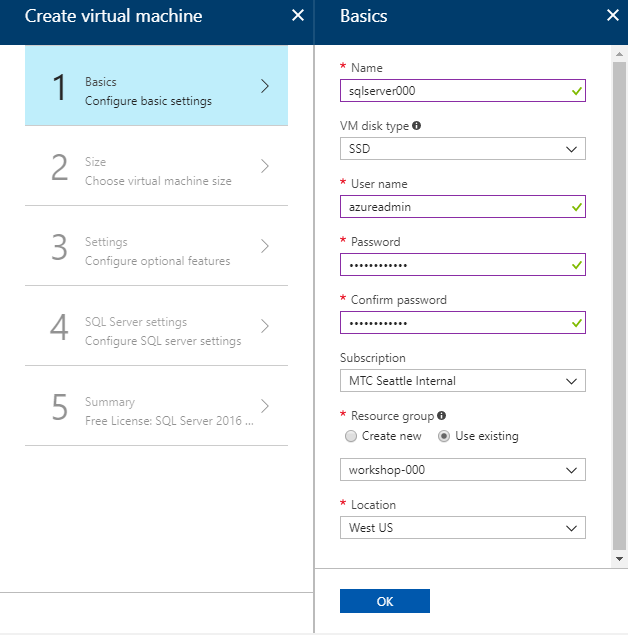 Create virtual machine
1
Basics
Configure basic settings
2
Size
Choose virtual machine size
3
Settings
Configure optional features
4
SQL Server settings
Configure SQL server settings
5
Summary
Free License: SQL Server 2016 ...
Basics
* Name
sqlserver000
VM disk type
SSD
* User name
azureadmin
* Password
••••••••••••
* Confirm password
••••••••••••
Subscription
MTC Seattle Internal
* Resource group
Create new Use existing
workshop-000
* Location
West US
OK